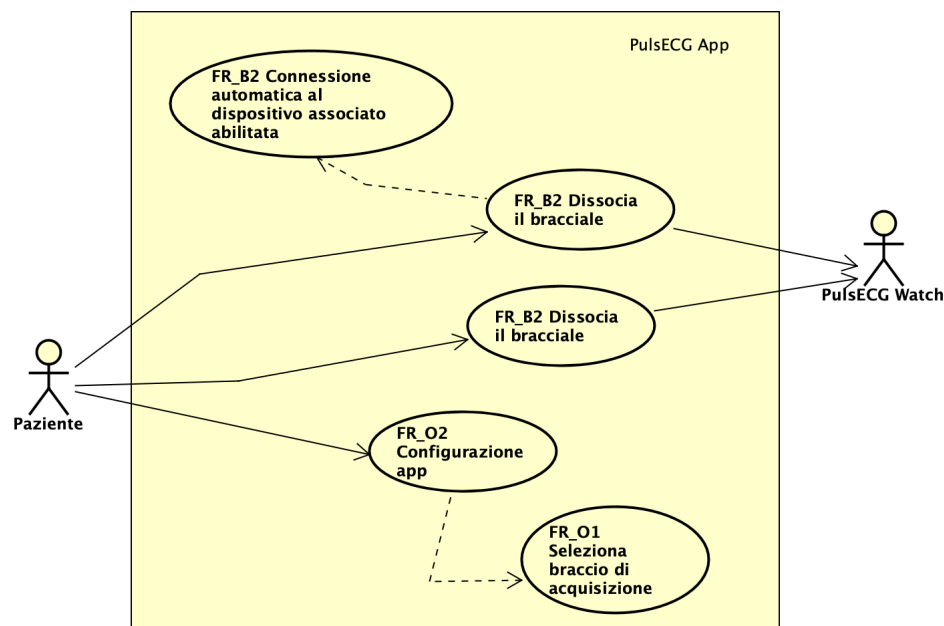 PulsECG App
FR_B2 Connessione
automatica al
dispositivo associato
abilitata
FR_B2 Dissocia
il bracciale
PulsECG Watch
FR_B2 Dissocia
il bracciale
Paziente
FR_O2
Configurazione
app
FR_O1
Seleziona
braccio di
acquisizione